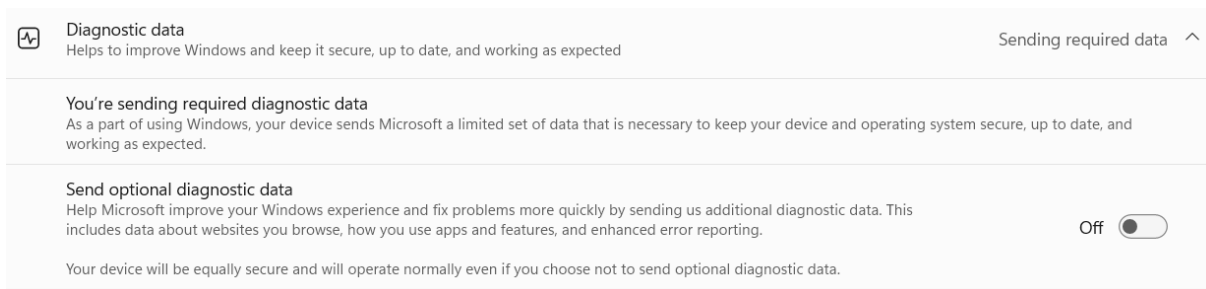 Diagnostic data
Helps to improve Windows and keep it secure, up to date, and working as expected
Sending required data
You’re sending required diagnostic data
As a part of using Windows, your device sends Microsoft a limited set of data that is necessary to keep your device and operating system secure, up to date, and
working as expected.
Send optional diagnostic data
Help Microsoft improve your Windows experience and fix problems more quickly by sending us additional diagnostic data. This
includes data about websites you browse, how you use apps and features, and enhanced error reporting.
Off
Your device will be equally secure and will operate normally even if you choose not to send optional diagnostic data.